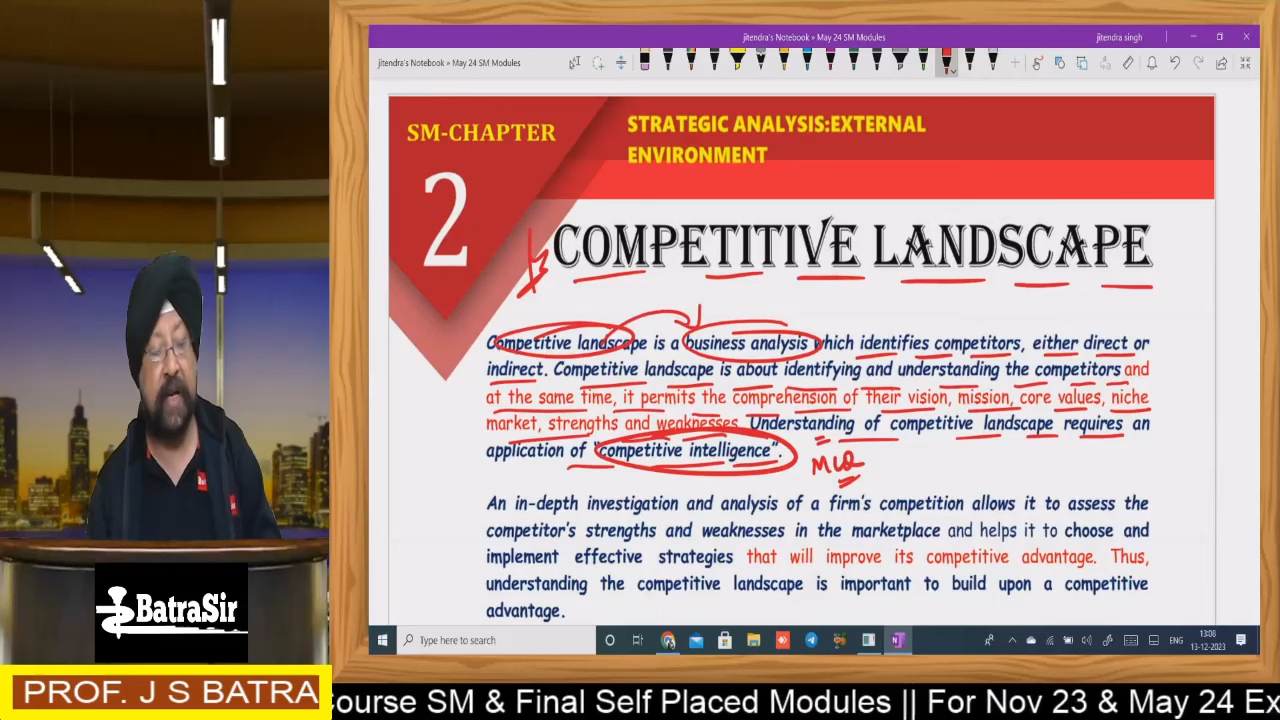 jitendra's Notebook » May 24 SM Modules
jitendra singh
jitendra's Notebook » May 24 SM Modules
SM-CHAPTER
2
STRATEGIC ANALYSIS:EXTERNAL
ENVIRONMENT
COMPETITIVE LANDSCAPE
Competitive landscape is a business analysis which identifies competitors, either direct or
indirect. Competitive landscape is about identifying and understanding the competitors and
at the same time, it permits the comprehension of their vision, mission, core values, niche
market, strengths and weaknesses. Understanding of competitive landscape requires an
application of "competitive intelligence".
MCQ
An in-depth investigation and analysis of a firm's competition allows it to assess the
competitor's strengths and weaknesses in the marketplace and helps it to choose and
implement effective strategies that will improve its competitive advantage. Thus,
understanding the competitive landscape is important to build upon a competitive
advantage.
BatraSir
Type here to search
ENG
13:08
13-12-2023
PROF. J S BATRA
ourse SM & Final Self Placed Modules || For Nov 23 & May 24 Ex